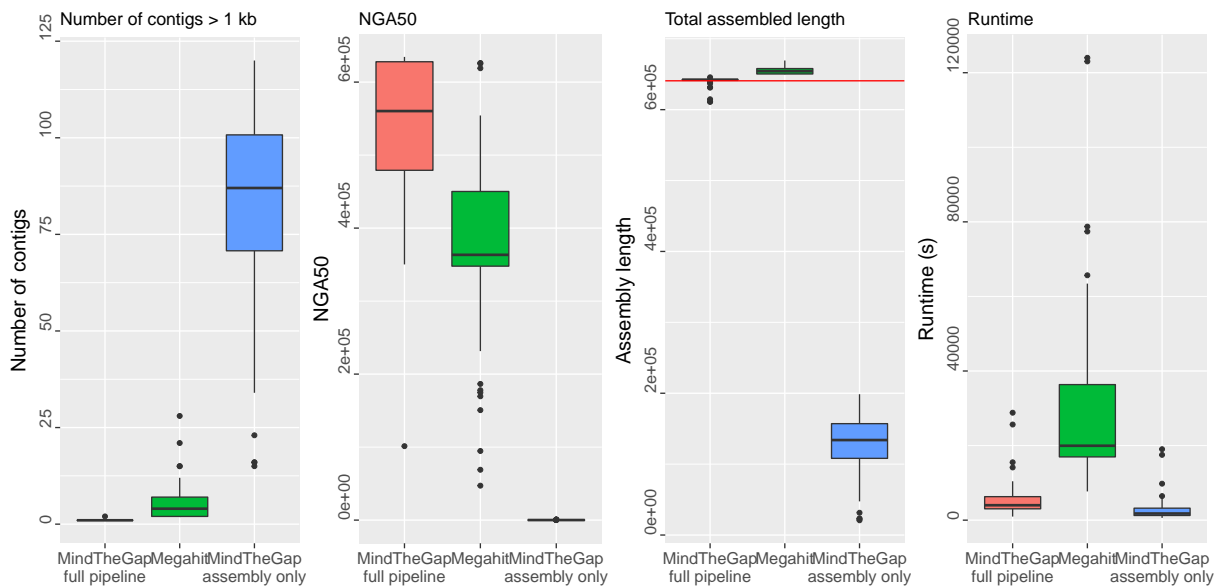 Number of contigs > 1 kb
Number of contigs
0
25
50
75
100
125
MindTheGap
full pipeline
Megahit
MindTheGap
assembly only
NGA50
NGA50
0e+00
2e+05
4e+05
6e+05
MindTheGap
full pipeline
Megahit
MindTheGap
assembly only
Total assembled length
Assembly length
0e+00
2e+05
4e+05
6e+05
MindTheGap
full pipeline
Megahit
MindTheGap
assembly only
Runtime
Runtime (s)
0
40000
80000
120000
MindTheGap
full pipeline
Megahit
MindTheGap
assembly only